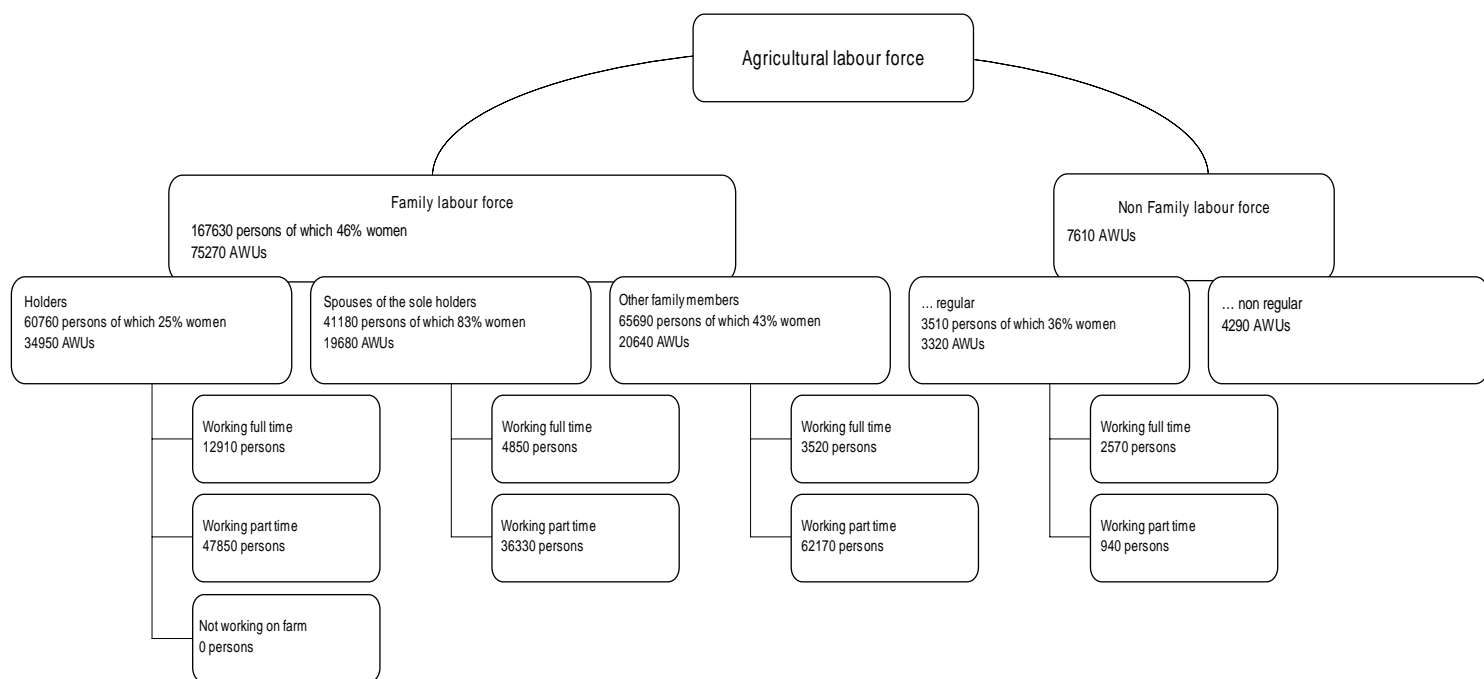 Agricultural labour force
Family labour force
167630 persons of which 46% women
75270 AWUs
Non Family labour force
7610 AWUs
Holders
60760 persons of which 25% women
34950 AWUs
Spouses of the sole holders
41180 persons of which 83% women
19680 AWUs
Other family members
65690 persons of which 43% women
20640 AWUs
... regular
3510 persons of which 36% women
3320 AWUs
... non regular
4290 AWUs
Working full time
12910 persons
Working full time
4850 persons
Working full time
3520 persons
Working full time
2570 persons
Working part time
47850 persons
Working part time
36330 persons
Working part time
62170 persons
Working part time
940 persons
Not working on farm
0 persons